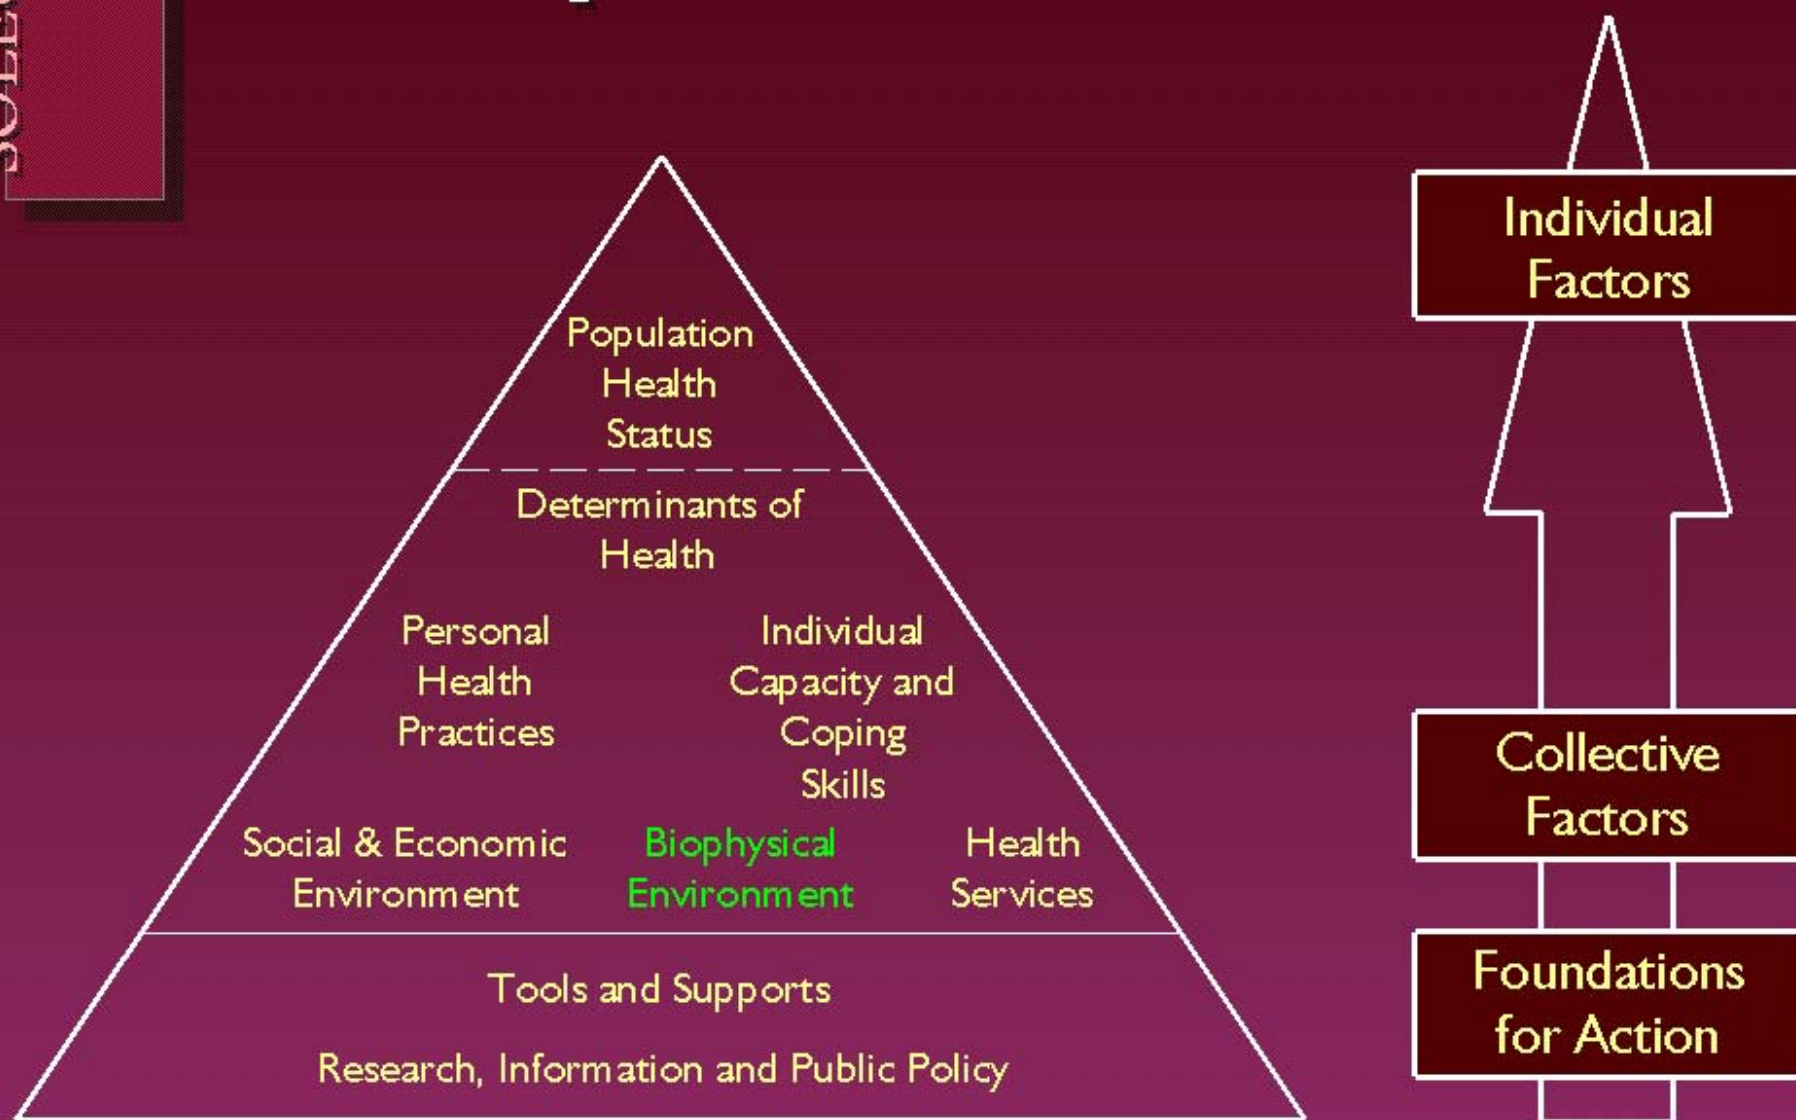 Population
Health
Status
Determinants of
Health
Personal
Health
Practices
Individual
Capacity and
Coping
Skills
Social & Economic
Environment
Biophysical
Environment
Health
Services
Tools and Supports
Research, Information and Public Policy
Individual
Factors
Collective
Factors
Foundations
for Action